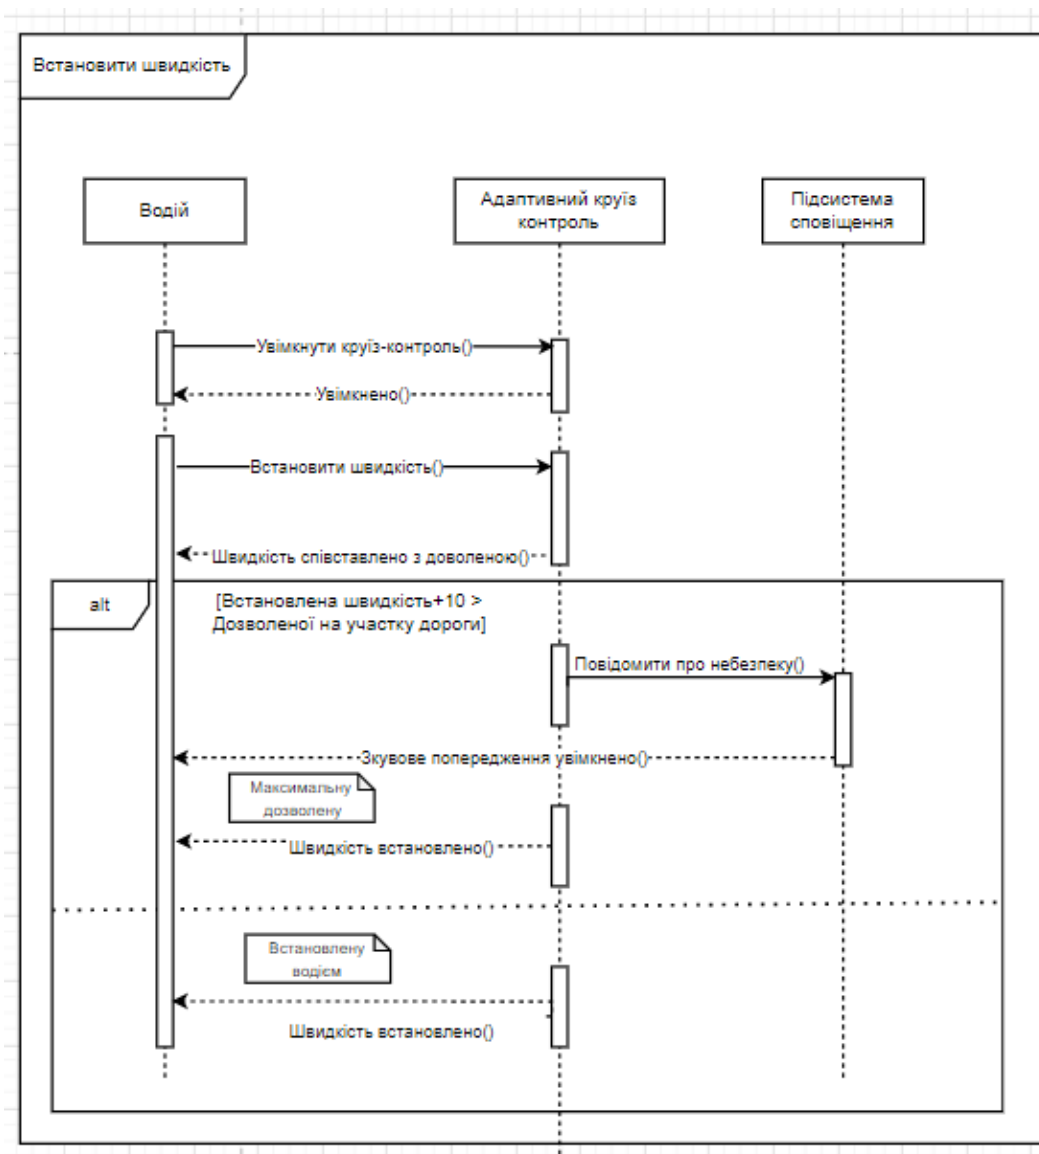 Встановити швидкість
Водій
Адаптивний круїз
контроль
Підсистема
сповіщення
Увімкнути круїз-контроль()
Увімкнено()
Встановити швидкість()
Швидкість співставлено з доволеною()
alt
[Встановлена швидкість+10 >
Дозволеної на участку дороги]
Повідомити про небезпеку()
Зкувове попередження увімкнено()
Максимальну
дозволену
Швидкість встановлено()
Встановлену
водієм
Швидкість встановлено()